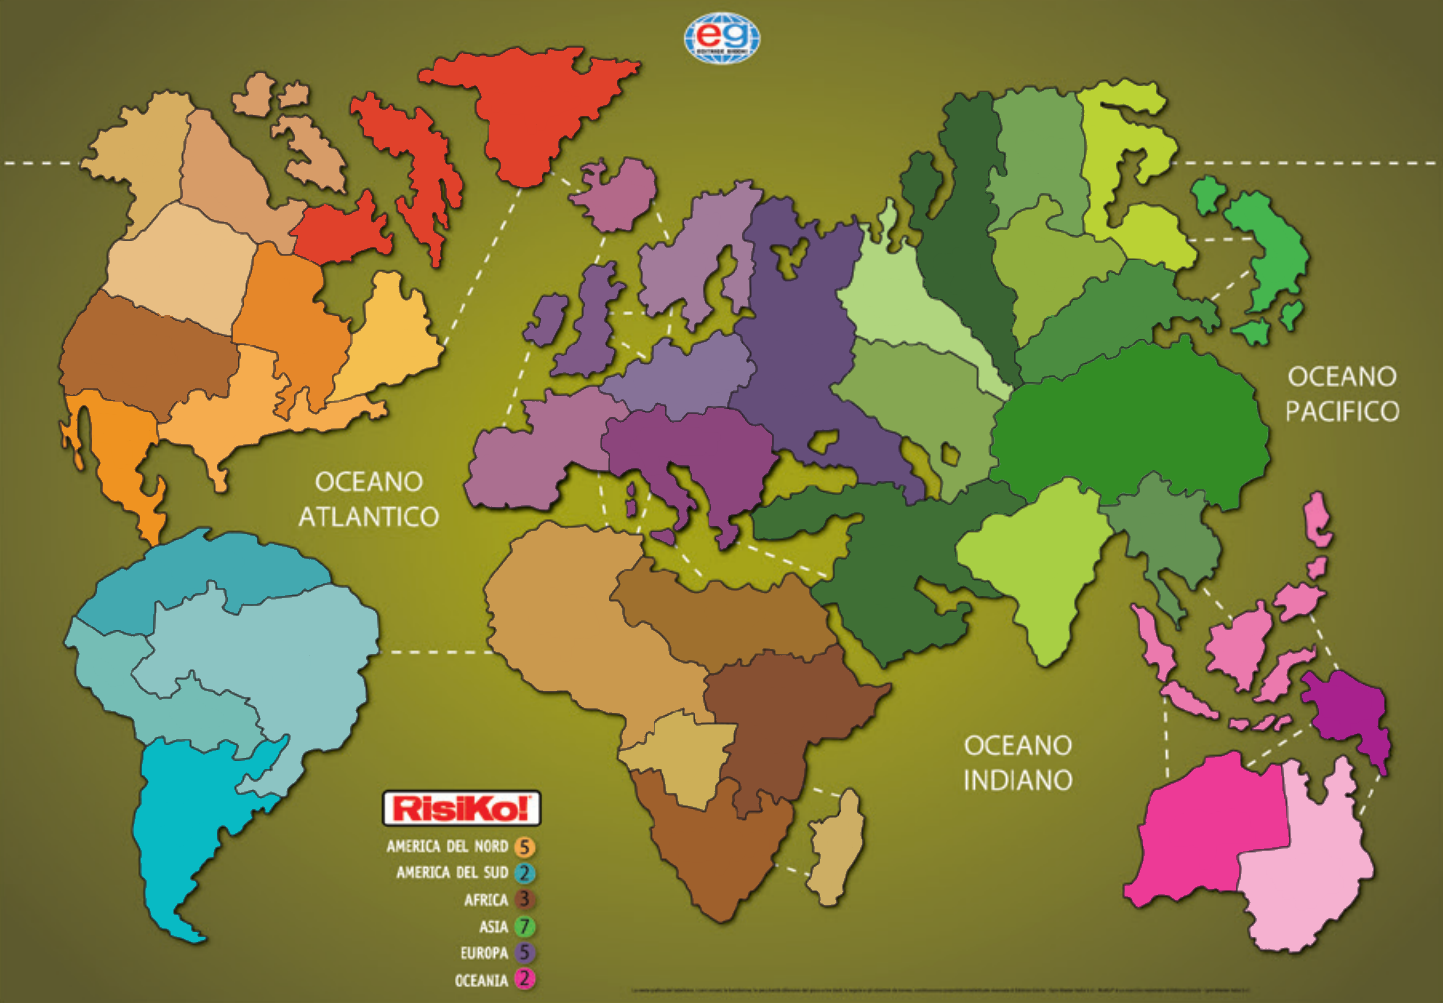 eg
EDITRICE GIOCHI
OCEANO
PACIFICO
OCEANO
ATLANTICO
OCEANO
INDIANO
RisiKo!
AMERICA DEL NORD 5
AMERICA DEL SUD 2
AFRICA 3
ASIA 7
EUROPA 5
OCEANIA 2